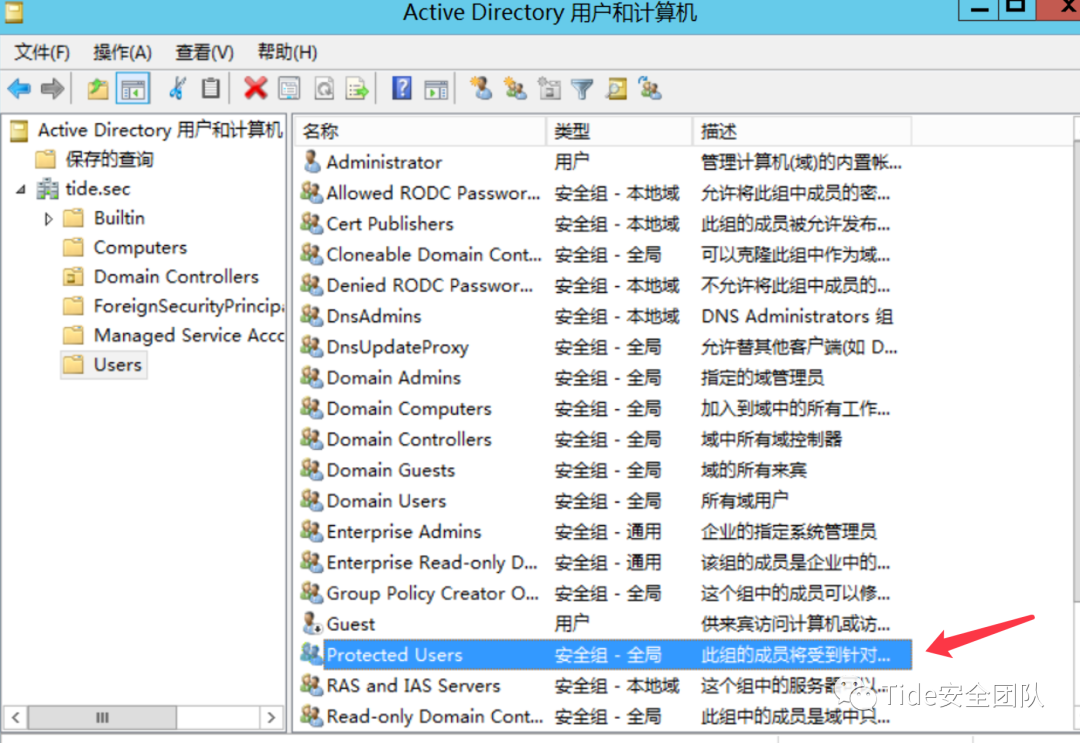 Active Directory 用户和计算机
文件(F) 操作(A) 查看(V) 帮助(H)
Active Directory 用户和计算机
保存的查询
tide.sec
Builtin
Computers
Domain Controllers
ForeignSecurityPrincipa
Managed Service Acco
Users
名称 类型 描述
Administrator 用户 管理计算机(域)的内置帐...
Allowed RODC Passwor... 安全组 - 本地域 允许将此组中成员的密...
Cert Publishers 安全组 - 本地域 此组的成员被允许发布...
Cloneable Domain Cont... 安全组 - 全局 可以克隆此组中作为域...
Denied RODC Passwor... 安全组 - 本地域 不允许将此组中成员的...
DnsAdmins 安全组 - 本地域 DNS Administrators 组
DnsUpdateProxy 安全组 - 全局 允许替其他客户端(如 D...
Domain Admins 安全组 - 全局 指定的域管理员
Domain Computers 安全组 - 全局 加入到域中的所有工作...
Domain Controllers 安全组 - 全局 域中所有域控制器
Domain Guests 安全组 - 全局 域的所有来宾
Domain Users 安全组 - 全局 所有域用户
Enterprise Admins 安全组 - 通用 企业的指定系统管理员
Enterprise Read-only D... 安全组 - 通用 该组的成员是企业中的...
Group Policy Creator O... 安全组 - 全局 这个组中的成员可以修...
Guest 用户 供来宾访问计算机或访...
Protected Users 安全组 - 全局 此组的成员将受到针对...
RAS and IAS Servers 安全组 - 本地域 这个组中的服务器可以...
Read-only Domain Cont... 安全组 - 全局 此组中的成员是域中只...
Tide安全团队